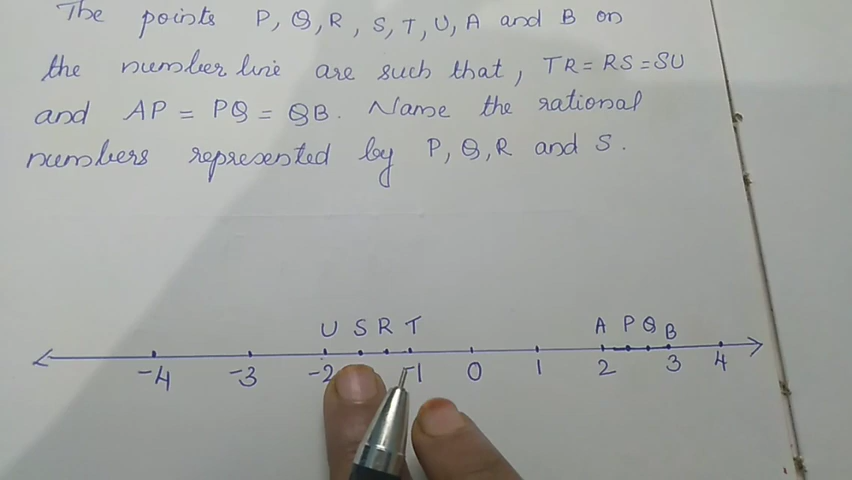 The points P, Q, R, S, T, U, A and B on
the number line are such that, TR = RS = SU
and AP = PQ = QB. Name the rational
numbers represented by P, Q, R and S.
U S R T A P Q B
-4 -3 -2 -1 0 1 2 3 4